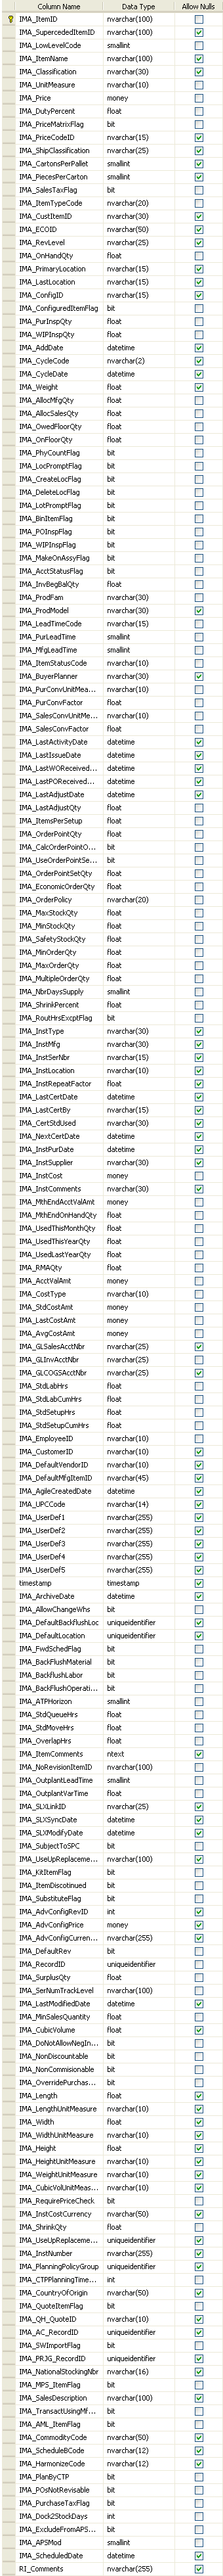 Column Name Data Type Allow Nulls
IMA_ItemID nvarchar(100)
IMA_SupercededItemID nvarchar(100)
IMA_LowLevelCode smallint
IMA_ItemName nvarchar(100)
IMA_Classification nvarchar(30)
IMA_UnitMeasure nvarchar(10)
IMA_Price money
IMA_DutyPercent float
IMA_PriceMatrixFlag bit
IMA_PriceCodeID nvarchar(15)
IMA_ShipClassification nvarchar(25)
IMA_CartonsPerPallet smallint
IMA_PiecesPerCarton smallint
IMA_SalesTaxFlag bit
IMA_ItemTypeCode nvarchar(20)
IMA_CustItemID nvarchar(30)
IMA_ECOID nvarchar(50)
IMA_RevLevel nvarchar(25)
IMA_OnHandQty float
IMA_PrimaryLocation nvarchar(15)
IMA_LastLocation nvarchar(15)
IMA_ConfigID nvarchar(15)
IMA_ConfiguredItemFlag bit
IMA_PurInspQty float
IMA_WIPInspQty float
IMA_AddDate datetime
IMA_CycleCode nvarchar(2)
IMA_CycleDate datetime
IMA_Weight float
IMA_AllocMfgQty float
IMA_AllocSalesQty float
IMA_OwedFloorQty float
IMA_OnFloorQty float
IMA_PhyCountFlag bit
IMA_LocPromptFlag bit
IMA_CreateLocFlag bit
IMA_DeleteLocFlag bit
IMA_LotPromptFlag bit
IMA_BinItemFlag bit
IMA_POInspFlag bit
IMA_WIPInspFlag bit
IMA_MakeOnAssyFlag bit
IMA_AcctStatusFlag bit
IMA_InvBegBalQty float
IMA_ProdFam nvarchar(30)
IMA_ProdModel nvarchar(30)
IMA_LeadTimeCode nvarchar(15)
IMA_PurLeadTime smallint
IMA_MfgLeadTime smallint
IMA_ItemStatusCode nvarchar(10)
IMA_BuyerPlanner nvarchar(30)
IMA_PurConvUnitMea... nvarchar(10)
IMA_PurConvFactor float
IMA_SalesConvUnitMe... nvarchar(10)
IMA_SalesConvFactor float
IMA_LastActivityDate datetime
IMA_LastIssueDate datetime
IMA_LastWOReceived... datetime
IMA_LastPOReceived... datetime
IMA_LastAdjustDate datetime
IMA_LastAdjustQty float
IMA_ItemsPerSetup float
IMA_OrderPointQty float
IMA_CalcOrderPointO... bit
IMA_UseOrderPointSe... bit
IMA_OrderPointSetQty float
IMA_EconomicOrderQty float
IMA_OrderPolicy nvarchar(20)
IMA_MaxStockQty float
IMA_MinStockQty float
IMA_SafetyStockQty float
IMA_MinOrderQty float
IMA_MaxOrderQty float
IMA_MultipleOrderQty float
IMA_NbrDaysSupply smallint
IMA_ShrinkPercent float
IMA_RoutHrsExcptFlag bit
IMA_InstType nvarchar(30)
IMA_InstMfg nvarchar(30)
IMA_InstSerNbr nvarchar(15)
IMA_InstLocation nvarchar(10)
IMA_InstRepeatFactor float
IMA_LastCertDate datetime
IMA_LastCertBy nvarchar(15)
IMA_CertStdUsed nvarchar(30)
IMA_NextCertDate datetime
IMA_InstPurDate datetime
IMA_InstSupplier nvarchar(30)
IMA_InstCost money
IMA_InstComments nvarchar(30)
IMA_MthEndAcctValAmt money
IMA_MthEndOnHandQty float
IMA_UsedThisMonthQty float
IMA_UsedThisYearQty float
IMA_UsedLastYearQty float
IMA_RMAQty float
IMA_AcctValAmt money
IMA_CostType nvarchar(10)
IMA_StdCostAmt money
IMA_LastCostAmt money
IMA_AvgCostAmt money
IMA_GLSalesAcctNbr nvarchar(25)
IMA_GLInvAcctNbr nvarchar(25)
IMA_GLCOGSAcctNbr nvarchar(25)
IMA_StdLabHrs float
IMA_StdLabCumHrs float
IMA_StdSetupHrs float
IMA_StdSetupCumHrs float
IMA_EmployeeID nvarchar(10)
IMA_CustomerID nvarchar(10)
IMA_DefaultVendorID nvarchar(10)
IMA_DefaultMfgItemID nvarchar(45)
IMA_AgileCreatedDate datetime
IMA_UPCCode nvarchar(14)
IMA_UserDef1 nvarchar(255)
IMA_UserDef2 nvarchar(255)
IMA_UserDef3 nvarchar(255)
IMA_UserDef4 nvarchar(255)
IMA_UserDef5 nvarchar(255)
timestamp timestamp
IMA_ArchiveDate datetime
IMA_AllowChangeWhs bit
IMA_DefaultBackflushLoc uniqueidentifier
IMA_DefaultLocation uniqueidentifier
IMA_FwdSchedFlag bit
IMA_BackFlushMaterial bit
IMA_BackflushLabor bit
IMA_BackFlushOperati... bit
IMA_ATPHorizon smallint
IMA_StdQueueHrs float
IMA_StdMoveHrs float
IMA_OverlapHrs float
IMA_ItemComments ntext
IMA_NoRevisionItemID nvarchar(100)
IMA_OutplantLeadTime smallint
IMA_OutplantVarTime float
IMA_SLXLinkID nvarchar(25)
IMA_SLXSyncDate datetime
IMA_SLXModifyDate datetime
IMA_SubjectToSPC bit
IMA_UseUpReplaceme... nvarchar(100)
IMA_KitItemFlag bit
IMA_ItemDiscotinued bit
IMA_SubstituteFlag bit
IMA_AdvConfigRevID int
IMA_AdvConfigPrice money
IMA_AdvConfigCurren... nvarchar(255)
IMA_DefaultRev bit
IMA_RecordID uniqueidentifier
IMA_SurplusQty float
IMA_SerNumTrackLevel nvarchar(100)
IMA_LastModifiedDate datetime
IMA_MinSalesQuantity float
IMA_CubicVolume float
IMA_DoNotAllowNegIn... bit
IMA_NonDiscountable bit
IMA_NonCommisionable bit
IMA_OverridePurchas... bit
IMA_Length float
IMA_LengthUnitMeasure nvarchar(10)
IMA_Width float
IMA_WidthUnitMeasure nvarchar(10)
IMA_Height float
IMA_HeightUnitMeasure nvarchar(10)
IMA_WeightUnitMeasure nvarchar(10)
IMA_CubicVolUnitMeas... nvarchar(10)
IMA_RequirePriceCheck bit
IMA_InstCostCurrency nvarchar(50)
IMA_ShrinkQty float
IMA_UseUpReplaceme... uniqueidentifier
IMA_InstNumber nvarchar(255)
IMA_PlanningPolicyGroup uniqueidentifier
IMA_CTPPlanningTime... int
IMA_CountryOfOrigin nvarchar(50)
IMA_QuoteItemFlag bit
IMA_QH_QuoteID nvarchar(10)
IMA_AC_RecordID uniqueidentifier
IMA_SWImportFlag bit
IMA_PRJG_RecordID uniqueidentifier
IMA_NationalStockingNbr nvarchar(16)
IMA_MPS_ItemFlag bit
IMA_SalesDescription nvarchar(100)
IMA_TransactUsingMf... bit
IMA_AML_ItemFlag bit
IMA_CommodityCode nvarchar(50)
IMA_ScheduleBCode nvarchar(12)
IMA_HarmonizeCode nvarchar(12)
IMA_PlanByCTP bit
IMA_POsNotRevisable bit
IMA_PurchaseTaxFlag bit
IMA_Dock2StockDays int
IMA_ExcludeFromAPS... bit
IMA_APSMod smallint
IMA_ScheduledDate datetime
RI_Comments nvarchar(255)